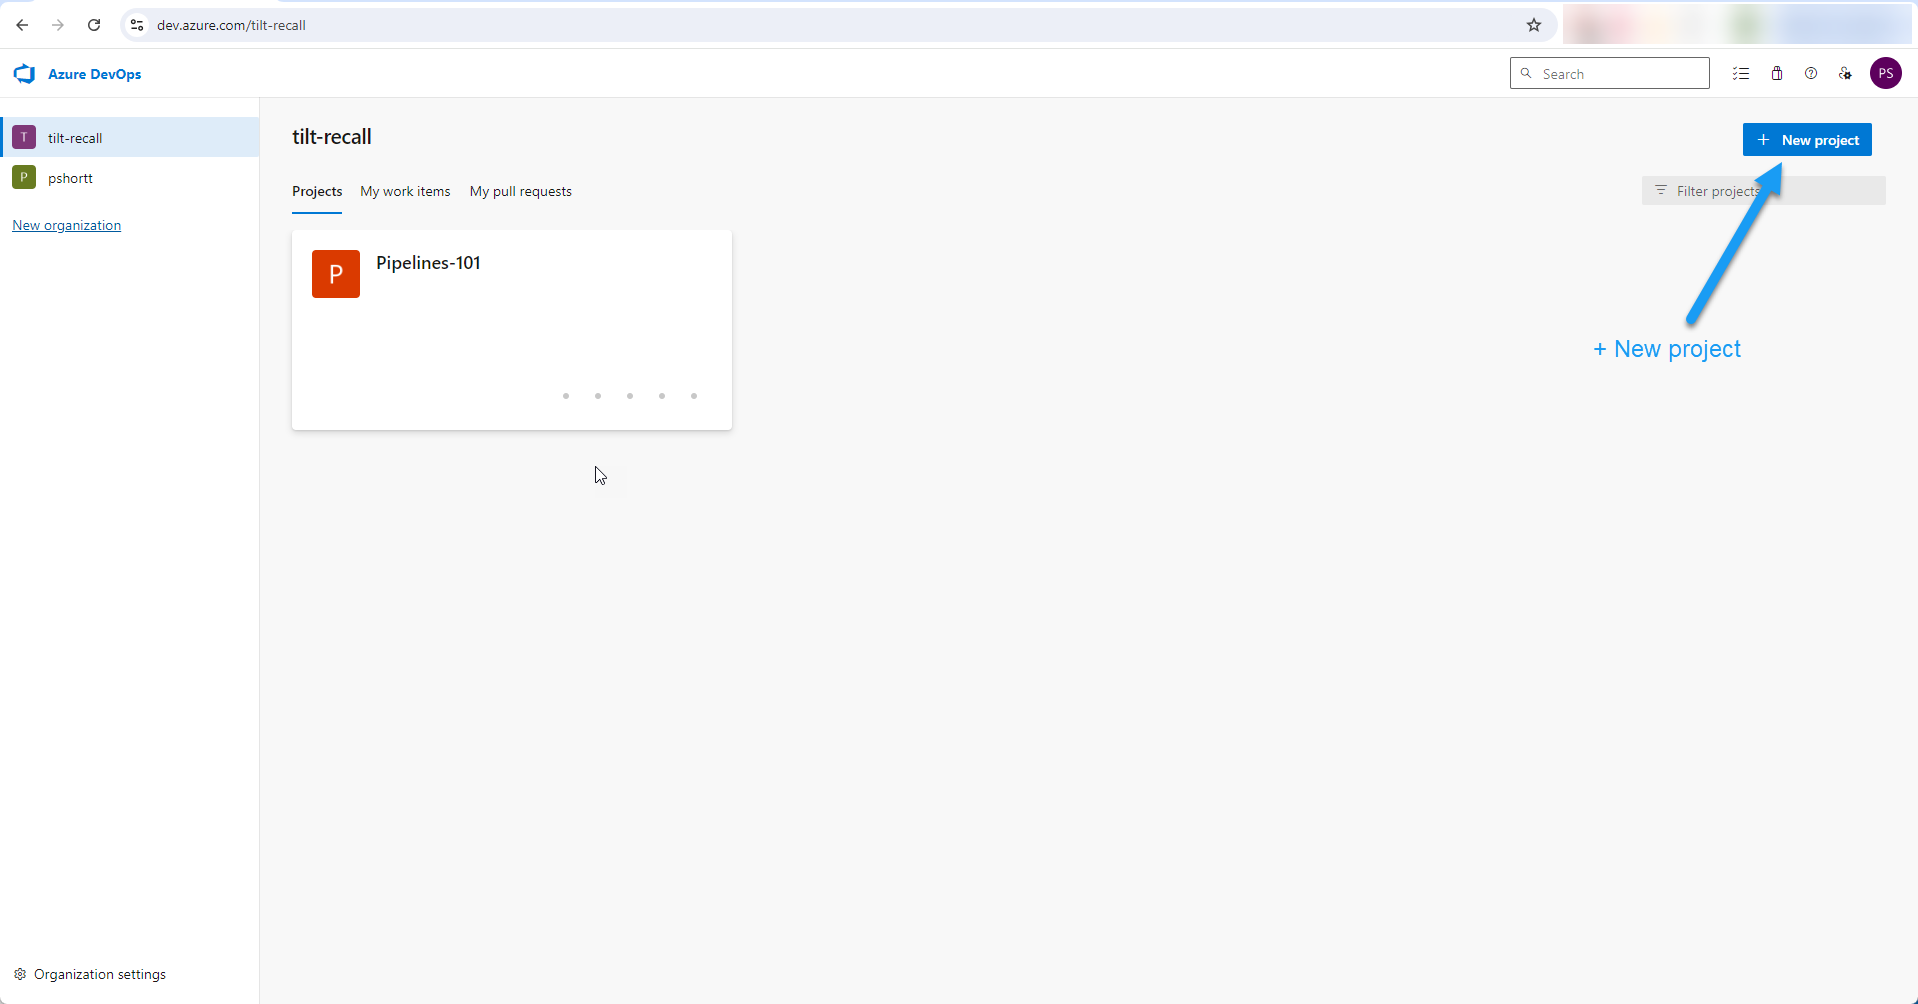 dev.azure.com/tilt-recall
Azure DevOps
Search
PS
T tilt-recall
P pshortt
New organization
tilt-recall
+ New project
Projects My work items My pull requests
Filter projects
P Pipelines-101
+ New project
Organization settings